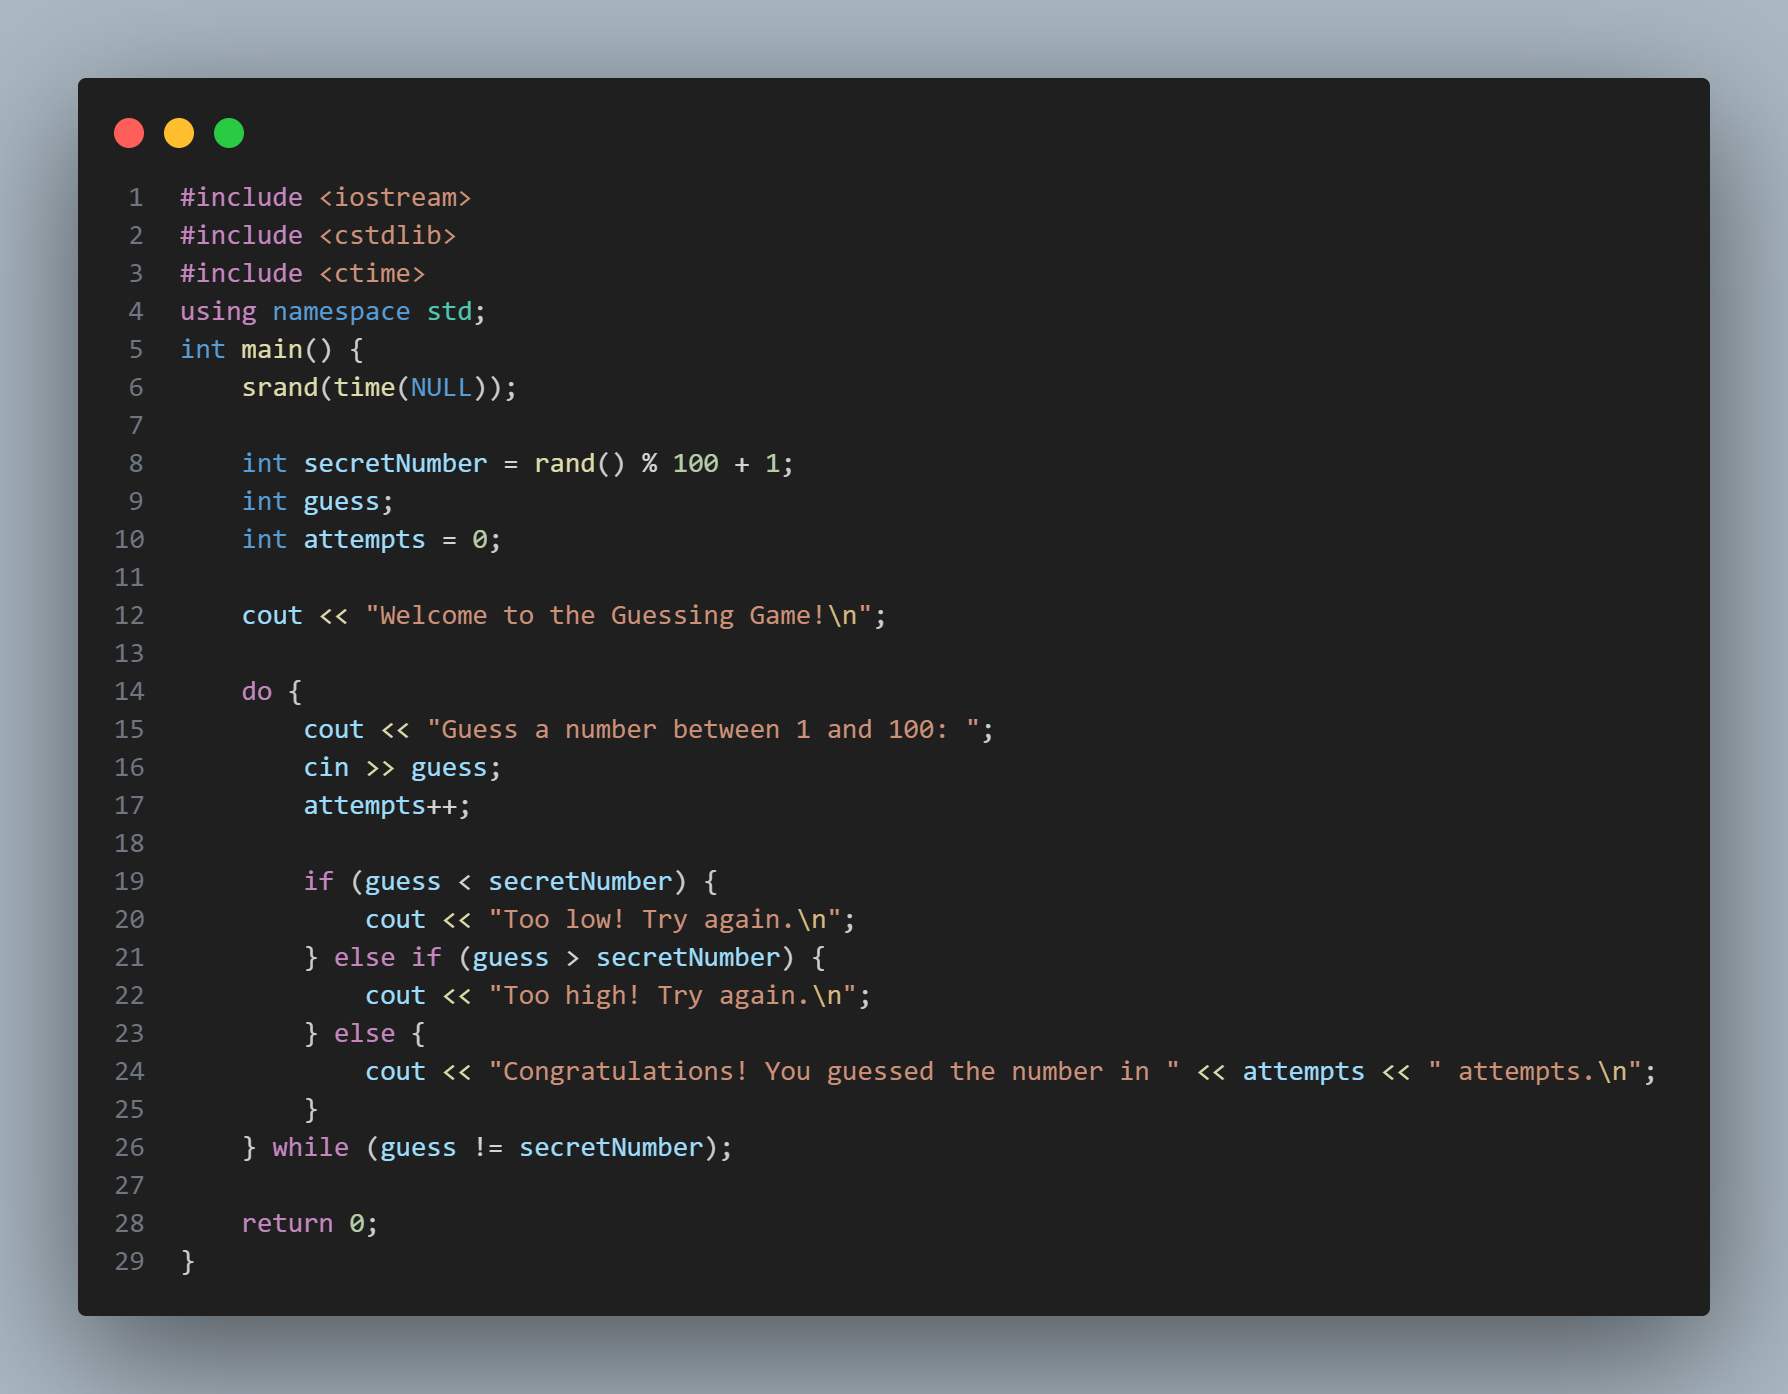 1 #include <iostream>
2 #include <cstdlib>
3 #include <ctime>
4 using namespace std;
5 int main() {
6     srand(time(NULL));
7
8     int secretNumber = rand() % 100 + 1;
9     int guess;
10     int attempts = 0;
11
12     cout << "Welcome to the Guessing Game!\n";
13
14     do {
15         cout << "Guess a number between 1 and 100: ";
16         cin >> guess;
17         attempts++;
18
19         if (guess < secretNumber) {
20             cout << "Too low! Try again.\n";
21         } else if (guess > secretNumber) {
22             cout << "Too high! Try again.\n";
23         } else {
24             cout << "Congratulations! You guessed the number in " << attempts << " attempts.\n";
25         }
26     } while (guess != secretNumber);
27
28     return 0;
29 }